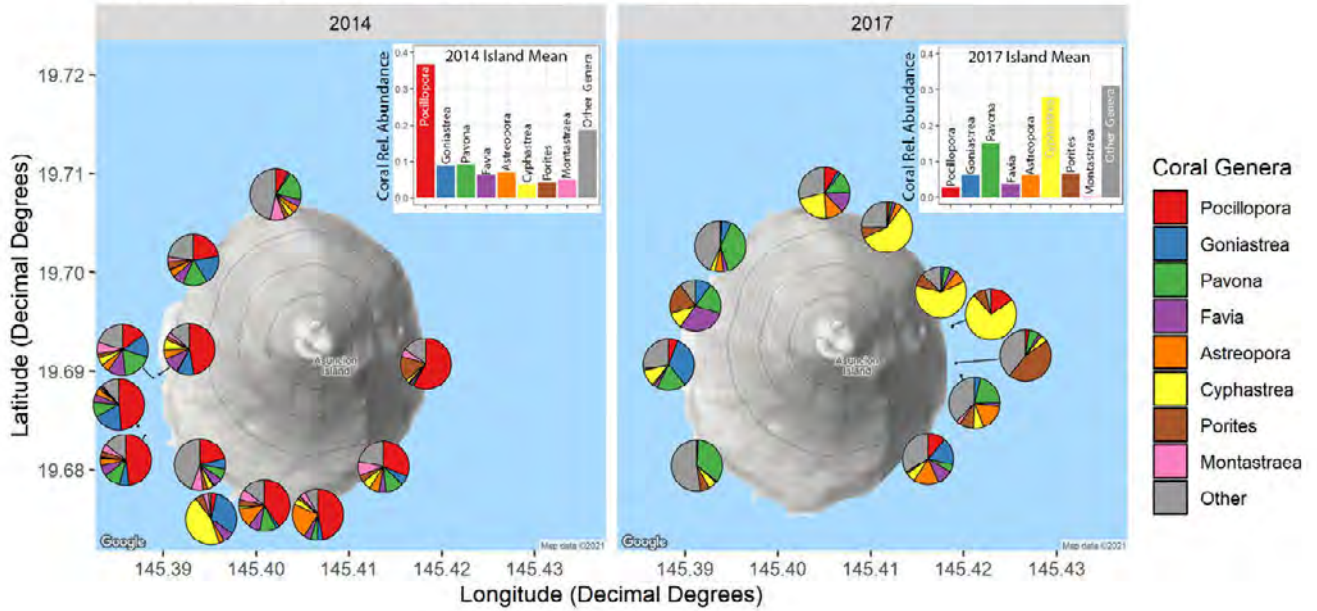 2014
2017
19.72
19.71
19.70
19.69
19.68
Latitude (Decimal Degrees)
0.4
0.3
0.2
0.1
0.0
Coral Rel. Abundance
2014 Island Mean
Pocillopora
Goniastrea
Pavona
Favia
Astreopora
Cyphastrea
Porites
Montastraea
Other Genera
0.4
0.3
0.2
0.1
0.0
Coral Rel. Abundance
2017 Island Mean
Pocillopora
Goniastrea
Pavona
Favia
Astreopora
Cyphastrea
Porites
Montastraea
Other Genera
Asuncion
Island
Asuncion
Island
Google
Map data ©2021
Google
Map data ©2021
145.39
145.40
145.41
145.42
145.43
145.39
145.40
145.41
145.42
145.43
Longitude (Decimal Degrees)
Coral Genera
Pocillopora
Goniastrea
Pavona
Favia
Astreopora
Cyphastrea
Porites
Montastraea
Other